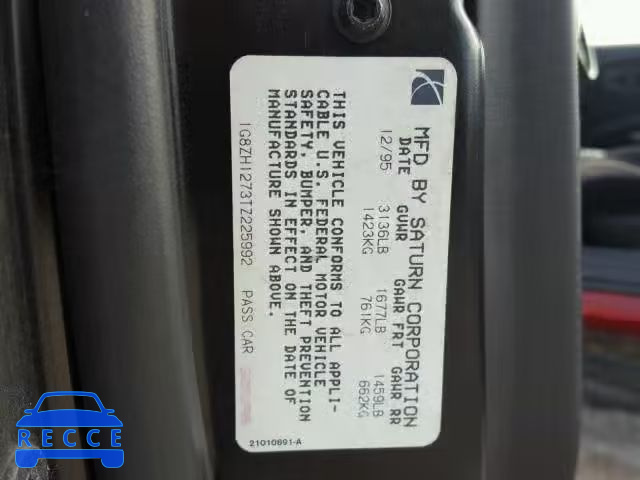 MFD BY SATURN CORPORATION
DATE GVWR GAWR FRT GAWR RR
12/95 3136LB 1677LB 1459LB
1423KG 761KG 662KG
THIS VEHICLE CONFORMS TO ALL APPLI-
CABLE U.S. FEDERAL MOTOR VEHICLE
SAFETY, BUMPER, AND THEFT PREVENTION
STANDARDS IN EFFECT ON THE DATE OF
MANUFACTURE SHOWN ABOVE.
1G8ZH1273TZ225992 PASS CAR
21010891-A
RECCE